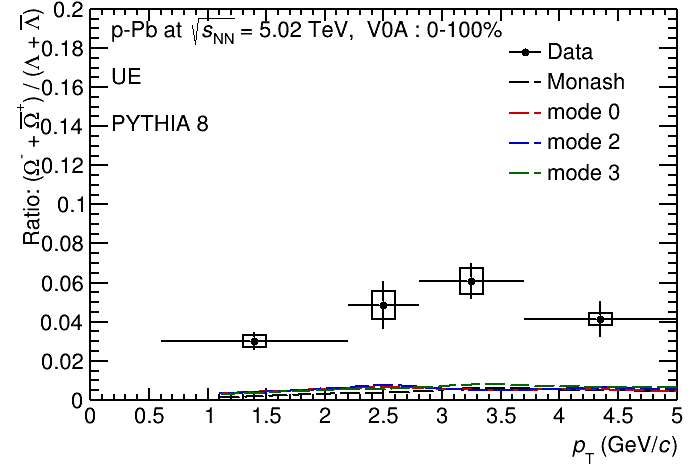 p-Pb at √sNN = 5.02 TeV, V0A : 0-100%
UE
PYTHIA 8
Data
Monash
mode 0
mode 2
mode 3
Ratio: (Ω⁻ + Ω̅⁺) / (Λ + Λ̅)
0.2
0.18
0.16
0.14
0.12
0.1
0.08
0.06
0.04
0.02
0
0 0.5 1 1.5 2 2.5 3 3.5 4 4.5 5
pT (GeV/c)